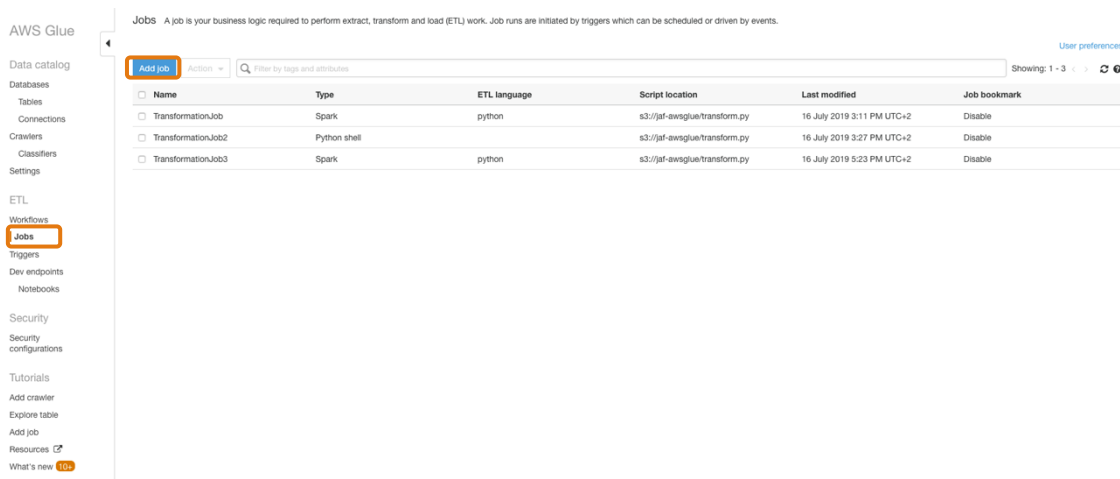 AWS Glue
Data catalog
Databases
Tables
Connections
Crawlers
Classifiers
Settings
ETL
Workflows
Jobs
Triggers
Dev endpoints
Notebooks
Security
Security
configurations
Tutorials
Add crawler
Explore table
Add job
Resources
What's new 10+
Jobs A job is your business logic required to perform extract, transform and load (ETL) work. Job runs are initiated by triggers which can be scheduled or driven by events.
User preferences
Add job Action Filter by tags and attributes Showing: 1 - 3
Name Type ETL language Script location Last modified Job bookmark
TransformationJob Spark python s3://jaf-awsglue/transform.py 16 July 2019 3:11 PM UTC+2 Disable
TransformationJob2 Python shell s3://jaf-awsglue/transform.py 16 July 2019 3:27 PM UTC+2 Disable
TransformationJob3 Spark python s3://jaf-awsglue/transform.py 16 July 2019 5:23 PM UTC+2 Disable